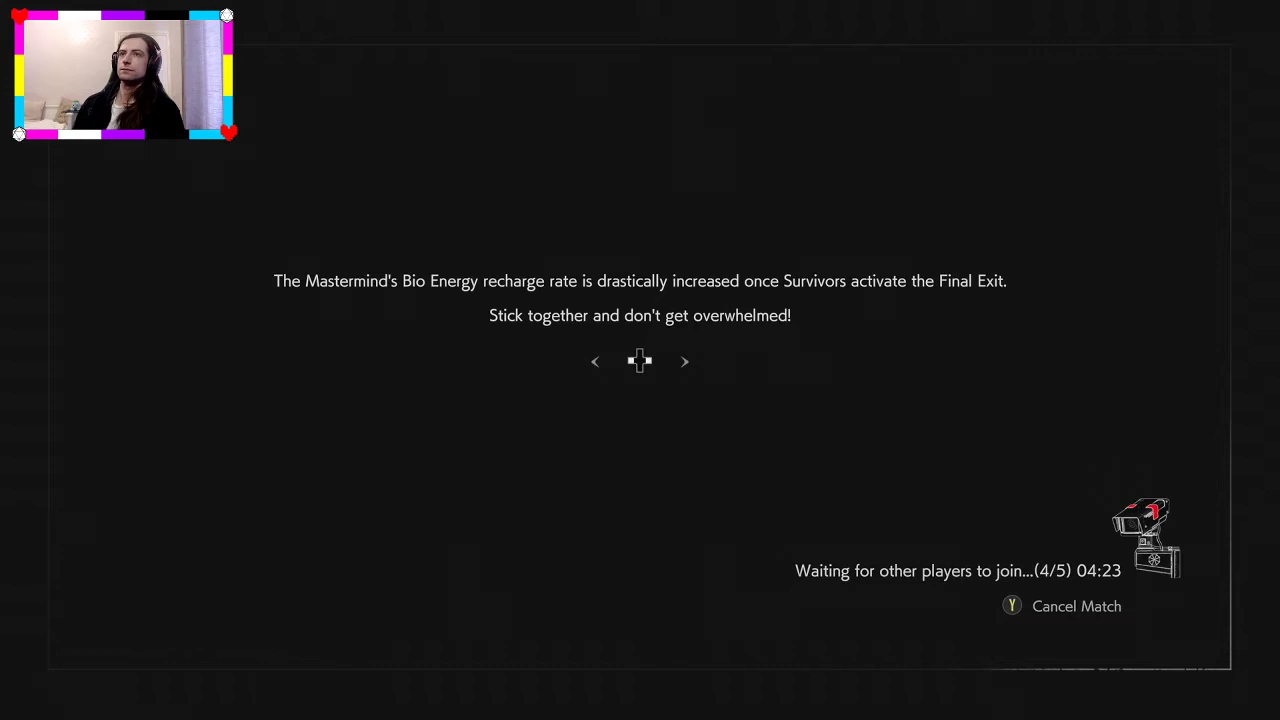 The Mastermind's Bio Energy recharge rate is drastically increased once Survivors activate the Final Exit.
Stick together and don't get overwhelmed!
Waiting for other players to join...(4/5) 04:23
Y Cancel Match